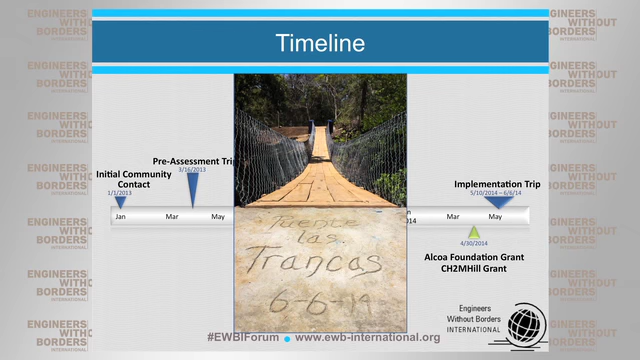 ENGINEERS
WITHOUT
BORDERS
INTERNATIONAL
Timeline
Pre-Assessment Trip
3/16/2013
Initial Community
Contact
1/1/2013
Implementation Trip
5/10/2014 – 6/6/14
Jan Mar May Mar May
4/30/2014
Alcoa Foundation Grant
CH2MHill Grant
Puente
las
Trancas
6-6-14
Engineers
Without Borders
INTERNATIONAL
#EWBIForum • www.ewb-international.org